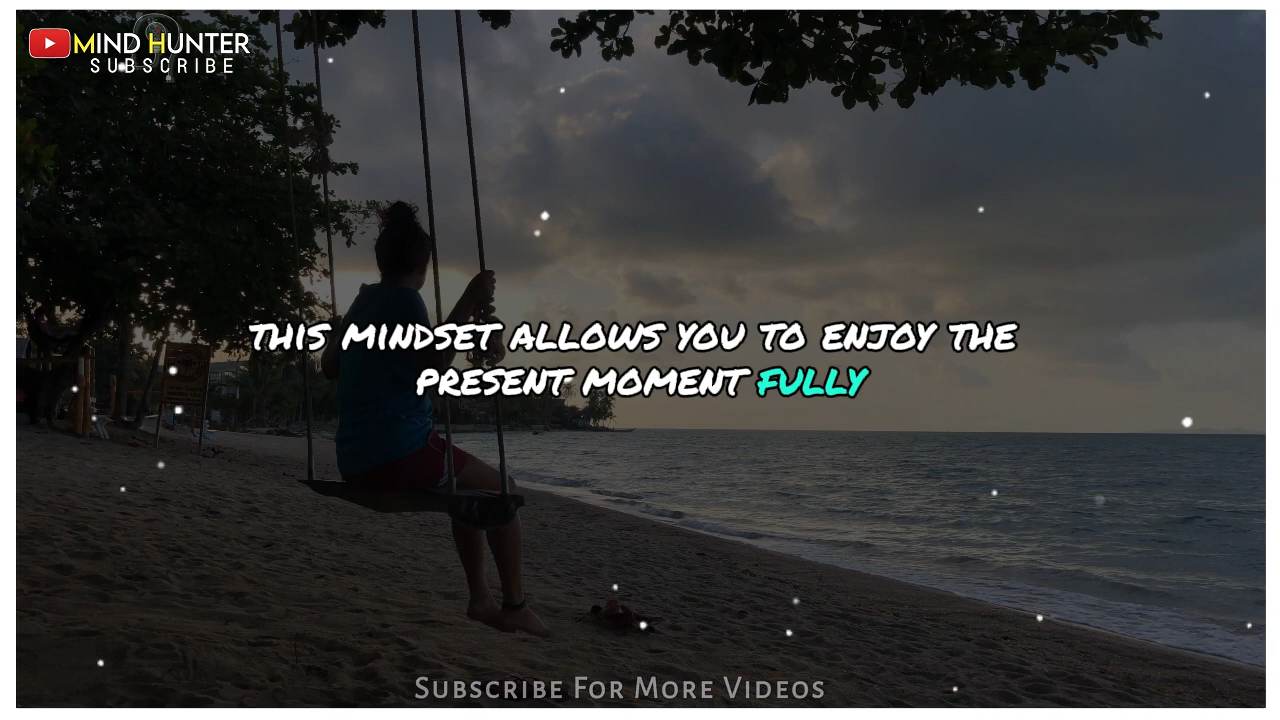 MIND HUNTER
SUBSCRIBE
THIS MINDSET ALLOWS YOU TO ENJOY THE
PRESENT MOMENT FULLY
SUBSCRIBE FOR MORE VIDEOS